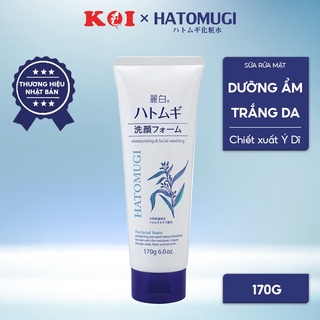 KOI × HATOMUGI
ハトムギ化粧水
THƯƠNG HIỆU
NHẬT BẢN
SỮA RỬA MẶT
DƯỠNG ẨM
TRẮNG DA
Chiết xuất Ý Dĩ
170G
麗白
ハトムギ
洗顔フォーム
moisturizing & facial washing
HATOMUGI
the facial foam
170g 6.0oz.